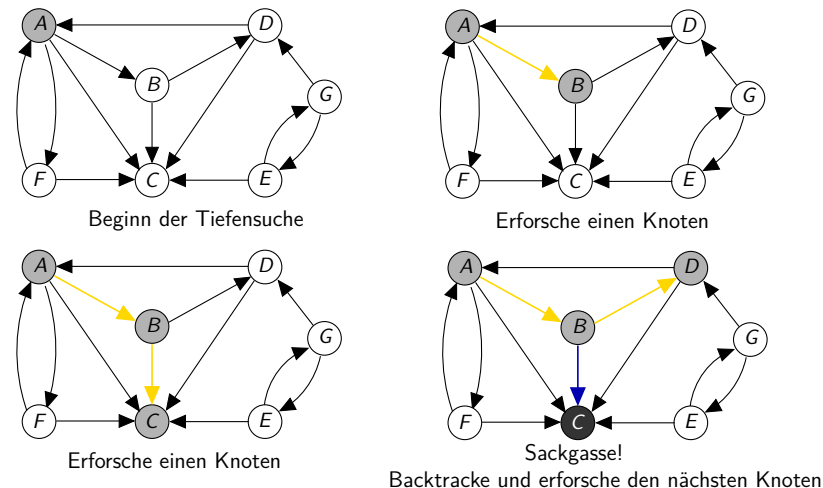 A
D
B
G
F
C
E
Beginn der Tiefensuche
A
D
B
G
F
C
E
Erforsche einen Knoten
A
D
B
G
F
C
E
Erforsche einen Knoten
A
D
B
G
F
C
E
Sackgasse!
Backtracke und erforsche den nächsten Knoten